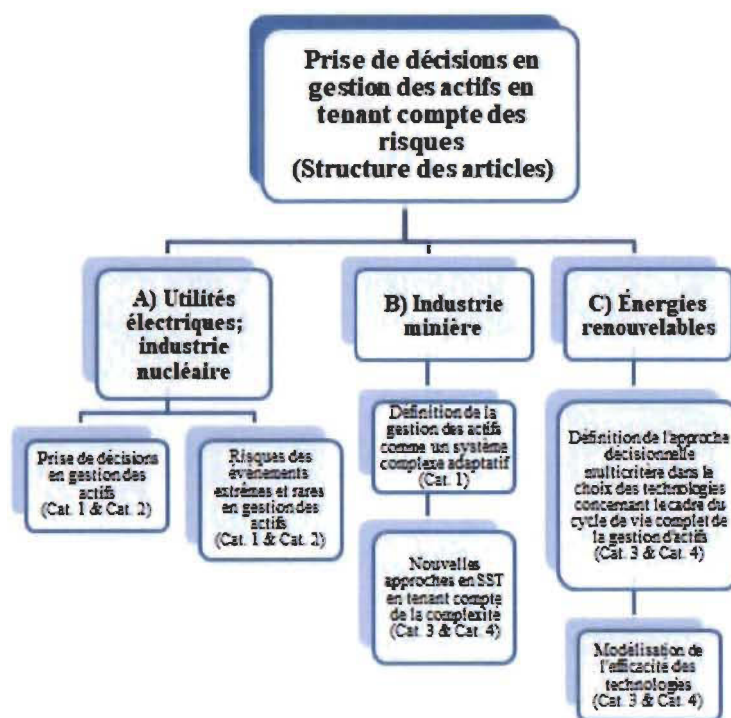 Prise de décisions en
gestion des actifs en
tenant compte des
risques
(Structure des articles)
A) Utilités
électriques;
industrie
nucléaire
B) Industrie
minière
C) Énergies
renouvelables
Prise de décisions
en gestion des
actifs
(Cat. 1 & Cat. 2)
Risques des
évènements
extrêmes et rares en
gestion des actifs
(Cat. 1 & Cat. 2)
Définition de la
gestion des actifs
comme un système
complexe adaptatif
(Cat. 1)
Nouvelles
approches en SST
en tenant compte
de la complexité
(Cat. 3 & Cat. 4)
Définition de l'approche
décisionnelle
multicritère dans le
choix des technologies
concernant le cadre du
cycle de vie complet de
la gestion d'actifs
(Cat. 3 & Cat. 4)
Modélisation de
l'efficacité des
technologies
(Cat. 3 & Cat. 4)